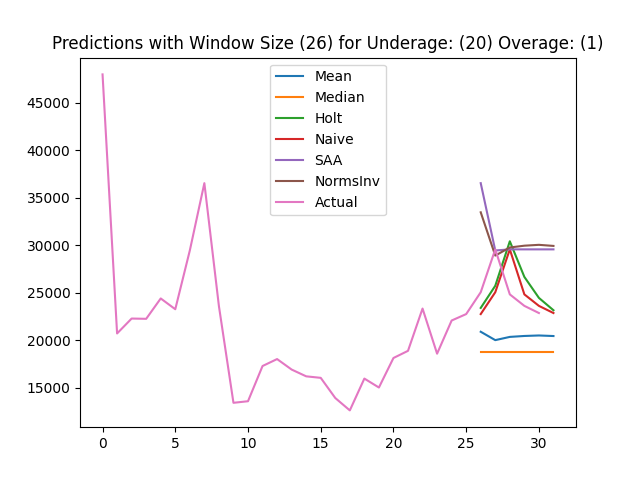 Predictions with Window Size (26) for Underage: (20) Overage: (1)
Mean
Median
Holt
Naive
SAA
NormsInv
Actual
45000
40000
35000
30000
25000
20000
15000
0 5 10 15 20 25 30